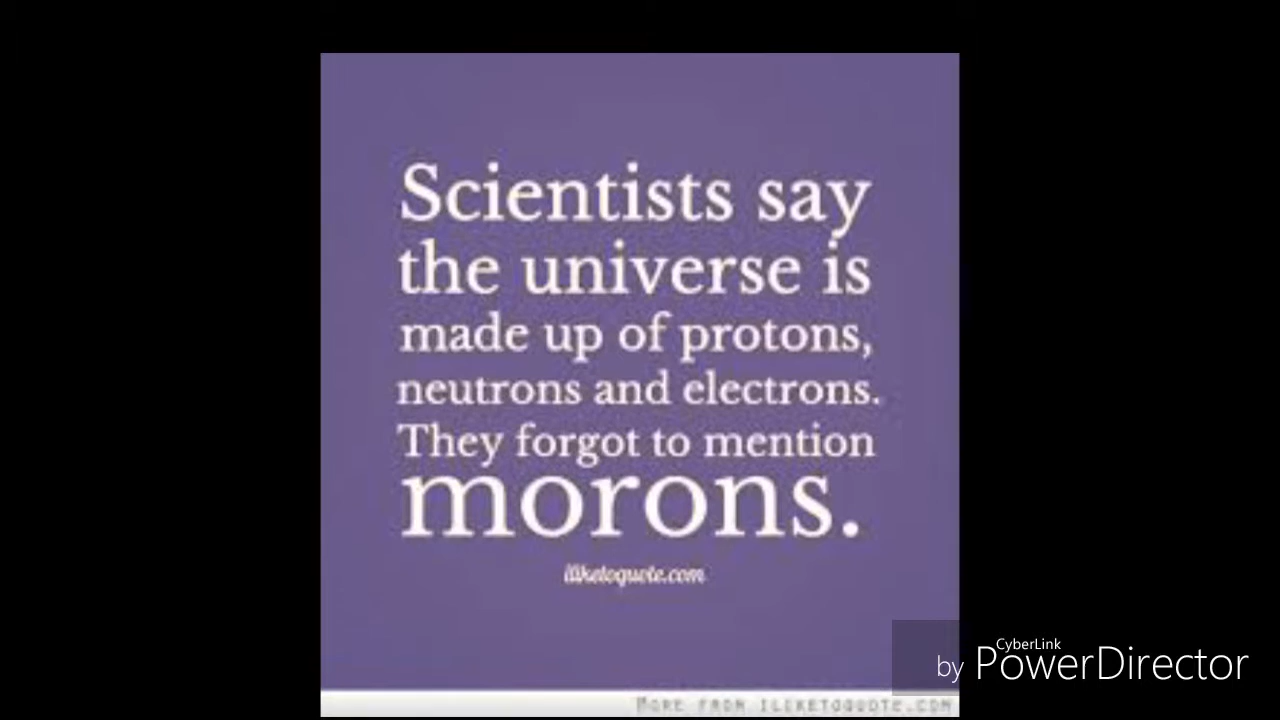 Scientists say
the universe is
made up of protons,
neutrons and electrons.
They forgot to mention
morons.
iliketoquote.com
CyberLink
by PowerDirector
MORE FROM ILIKETOQUOTE.COM